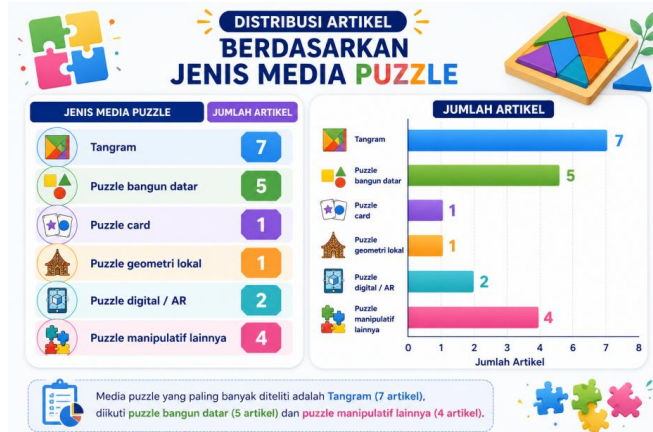 DISTRIBUSI ARTIKEL
BERDASARKAN
JENIS MEDIA PUZZLE
JENIS MEDIA PUZZLE
JUMLAH ARTIKEL
Tangram
7
Puzzle bangun datar
5
Puzzle card
1
Puzzle geometri lokal
1
Puzzle digital / AR
2
Puzzle manipulatif lainnya
4
JUMLAH ARTIKEL
Tangram
7
Puzzle
bangun datar
5
Puzzle
card
1
Puzzle
geometri lokal
1
Puzzle
digital / AR
2
Puzzle
manipulatif
lainnya
4
0 1 2 3 4 5 6 7 8
Jumlah Artikel
Media puzzle yang paling banyak diteliti adalah Tangram (7 artikel),
diikuti puzzle bangun datar (5 artikel) dan puzzle manipulatif lainnya (4 artikel).